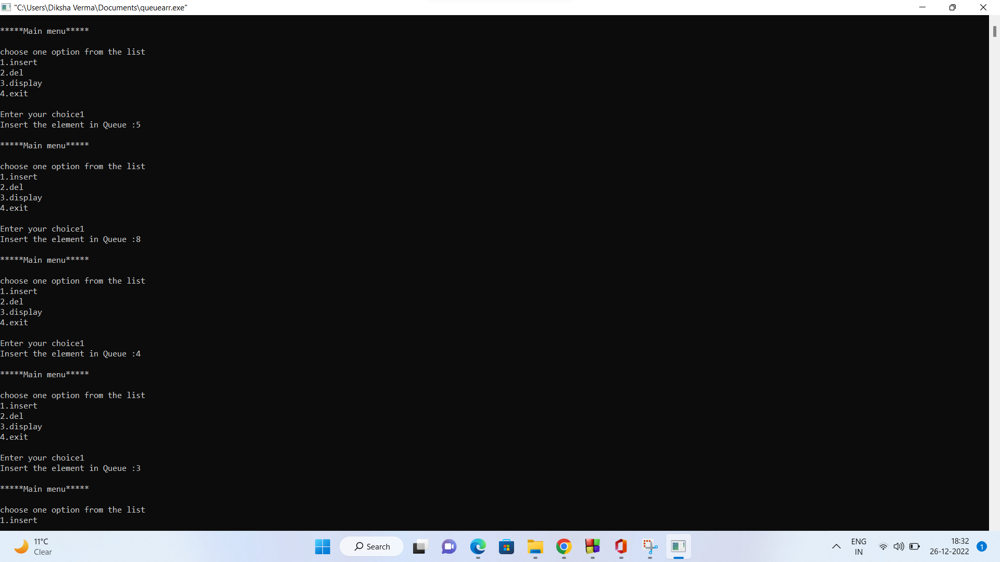 "C:\Users\Diksha Verma\Documents\queuearr.exe"
*****Main menu*****
choose one option from the list
1.insert
2.del
3.display
4.exit
Enter your choice1
Insert the element in Queue :5
*****Main menu*****
choose one option from the list
1.insert
2.del
3.display
4.exit
Enter your choice1
Insert the element in Queue :8
*****Main menu*****
choose one option from the list
1.insert
2.del
3.display
4.exit
Enter your choice1
Insert the element in Queue :4
*****Main menu*****
choose one option from the list
1.insert
2.del
3.display
4.exit
Enter your choice1
Insert the element in Queue :3
*****Main menu*****
choose one option from the list
1.insert
11°C
Clear
Search
ENG
IN
18:32
26-12-2022
1